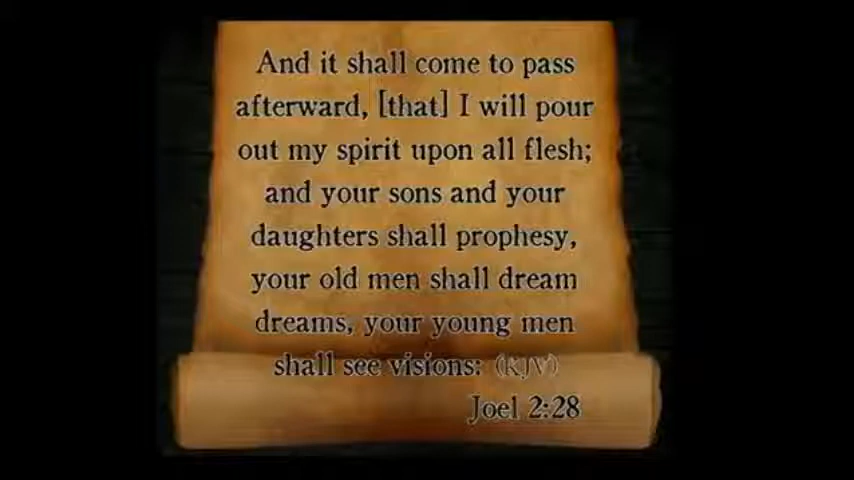 And it shall come to pass
afterward, [that] I will pour
out my spirit upon all flesh;
and your sons and your
daughters shall prophesy,
your old men shall dream
dreams, your young men
shall see visions: (KJV)
Joel 2:28